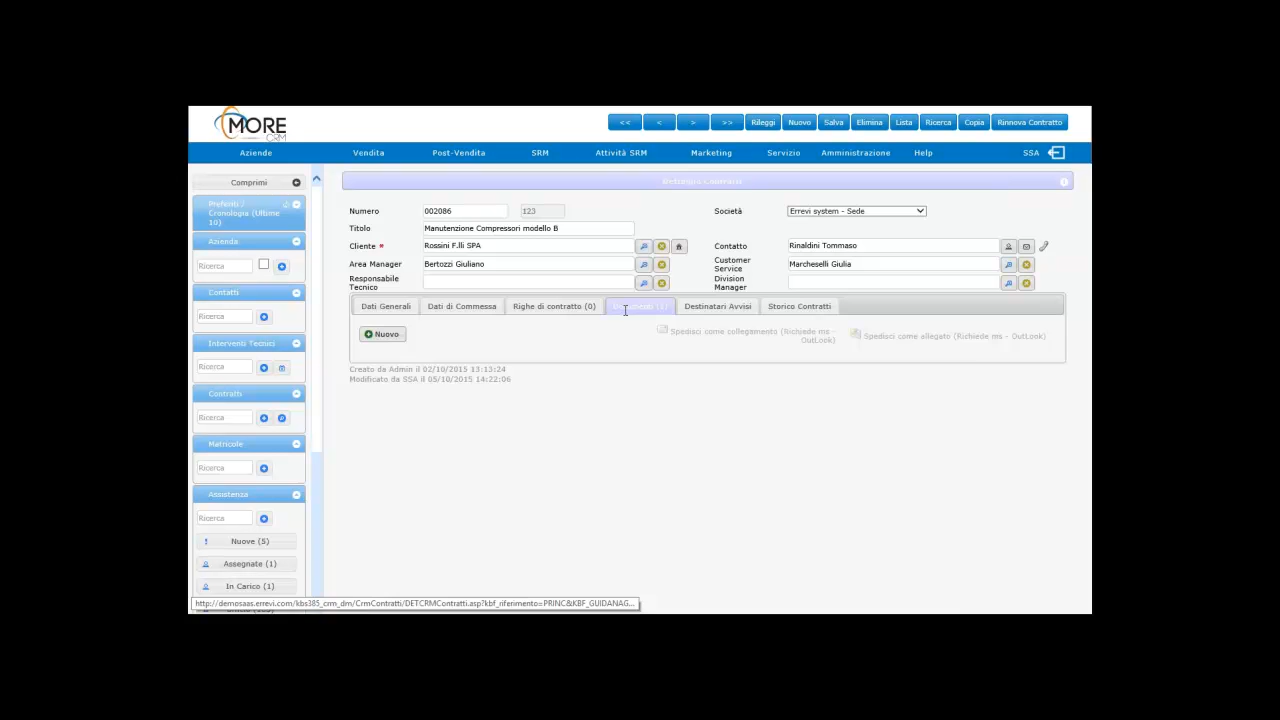 MORE
CRM
<< < > >> Rileggi Nuovo Salva Elimina Lista Ricerca Copia Rinnova Contratto
Aziende Vendita Post-Vendita SRM Attività SRM Marketing Servizio Amministrazione Help SSA
Comprimi
Preferiti /
Cronologia (Ultime
10)
Azienda
Ricerca
Contatti
Ricerca
Interventi Tecnici
Ricerca
Contratti
Ricerca
Matricole
Ricerca
Assistenza
Ricerca
Nuove (5)
Assegnate (1)
In Carico (1)
Dettaglio Contratti
Numero 002086 123 Società Errevi system - Sede
Titolo Manutenzione Compressori modello B
Cliente * Rossini F.lli SPA Contatto Rinaldini Tommaso
Area Manager Bertozzi Giuliano Customer Service Marcheselli Giulia
Responsabile Tecnico Division Manager
Dati Generali Dati di Commessa Righe di contratto (0) Destinatari Avvisi Storico Contratti
Nuovo Spedisci come collegamento (Richiede ms - OutLook) Spedisci come allegato (Richiede ms - OutLook)
Creato da Admin il 02/10/2015 13:13:24
Modificato da SSA il 05/10/2015 14:22:06
http://demosaas.errevi.com/kbs385_crm_dm/CrmContratti/DETCRMContratti.asp?kbf_riferimento=PRINC&KBF_GUIDANAG...